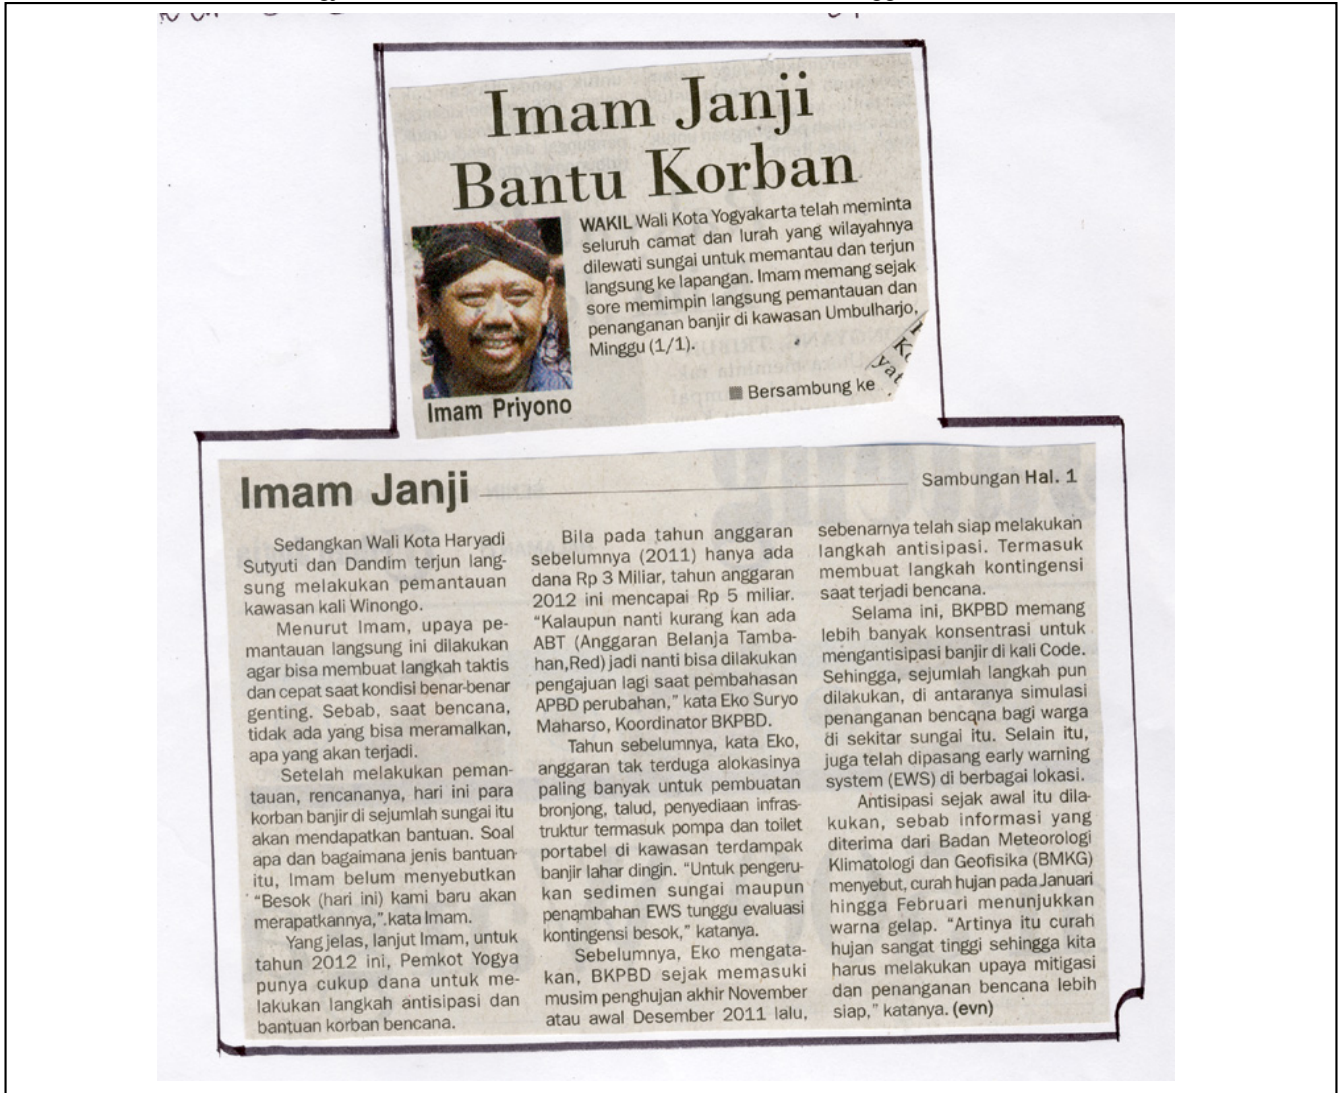 Imam Janji
Bantu Korban
WAKIL Wali Kota Yogyakarta telah meminta
seluruh camat dan lurah yang wilayahnya
dilewati sungai untuk memantau dan terjun
langsung ke lapangan. Imam memang sejak
sore memimpin langsung pemantauan dan
penanganan banjir di kawasan Umbulharjo,
Minggu (1/1).
■ Bersambung ke
yat
Imam Priyono
Imam Janji
Sambungan Hal. 1
Sedangkan Wali Kota Haryadi
Sutyuti dan Dandim terjun lang-
sung melakukan pemantauan
kawasan kali Winongo.
Menurut Imam, upaya pe-
mantauan langsung ini dilakukan
agar bisa membuat langkah taktis
dan cepat saat kondisi benar-benar
genting. Sebab, saat bencana,
tidak ada yang bisa meramalkan,
apa yang akan terjadi.
Setelah melakukan peman-
tauan, rencananya, hari ini para
korban banjir di sejumlah sungai itu
akan mendapatkan bantuan. Soal
apa dan bagaimana jenis bantuan
itu, Imam belum menyebutkan
“Besok (hari ini) kami baru akan
merapatkannya,”.kata Imam.
Yang jelas, lanjut Imam, untuk
tahun 2012 ini, Pemkot Yogya
punya cukup dana untuk me-
lakukan langkah antisipasi dan
bantuan korban bencana.
Bila pada tahun anggaran
sebelumnya (2011) hanya ada
dana Rp 3 Miliar, tahun anggaran
2012 ini mencapai Rp 5 miliar.
“Kalaupun nanti kurang kan ada
ABT (Anggaran Belanja Tamba-
han,Red) jadi nanti bisa dilakukan
pengajuan lagi saat pembahasan
APBD perubahan,” kata Eko Suryo
Maharso, Koordinator BKPBD.
Tahun sebelumnya, kata Eko,
anggaran tak terduga alokasinya
paling banyak untuk pembuatan
bronjong, talud, penyediaan infras-
truktur termasuk pompa dan toilet
portabel di kawasan terdampak
banjir lahar dingin. “Untuk pengeru-
kan sedimen sungai maupun
penambahan EWS tunggu evaluasi
kontingensi besok,” katanya.
Sebelumnya, Eko mengata-
kan, BKPBD sejak memasuki
musim penghujan akhir November
atau awal Desember 2011 lalu,
sebenarnya telah siap melakukan
langkah antisipasi. Termasuk
membuat langkah kontingensi
saat terjadi bencana.
Selama ini, BKPBD memang
lebih banyak konsentrasi untuk
mengantisipasi banjir di kali Code.
Sehingga, sejumlah langkah pun
dilakukan, di antaranya simulasi
penanganan bencana bagi warga
di sekitar sungai itu. Selain itu,
juga telah dipasang early warning
system (EWS) di berbagai lokasi.
Antisipasi sejak awal itu dila-
kukan, sebab informasi yang
diterima dari Badan Meteorologi
Klimatologi dan Geofisika (BMKG)
menyebut, curah hujan pada Januari
hingga Februari menunjukkan
warna gelap. “Artinya itu curah
hujan sangat tinggi sehingga kita
harus melakukan upaya mitigasi
dan penanganan bencana lebih
siap,” katanya. (evn)